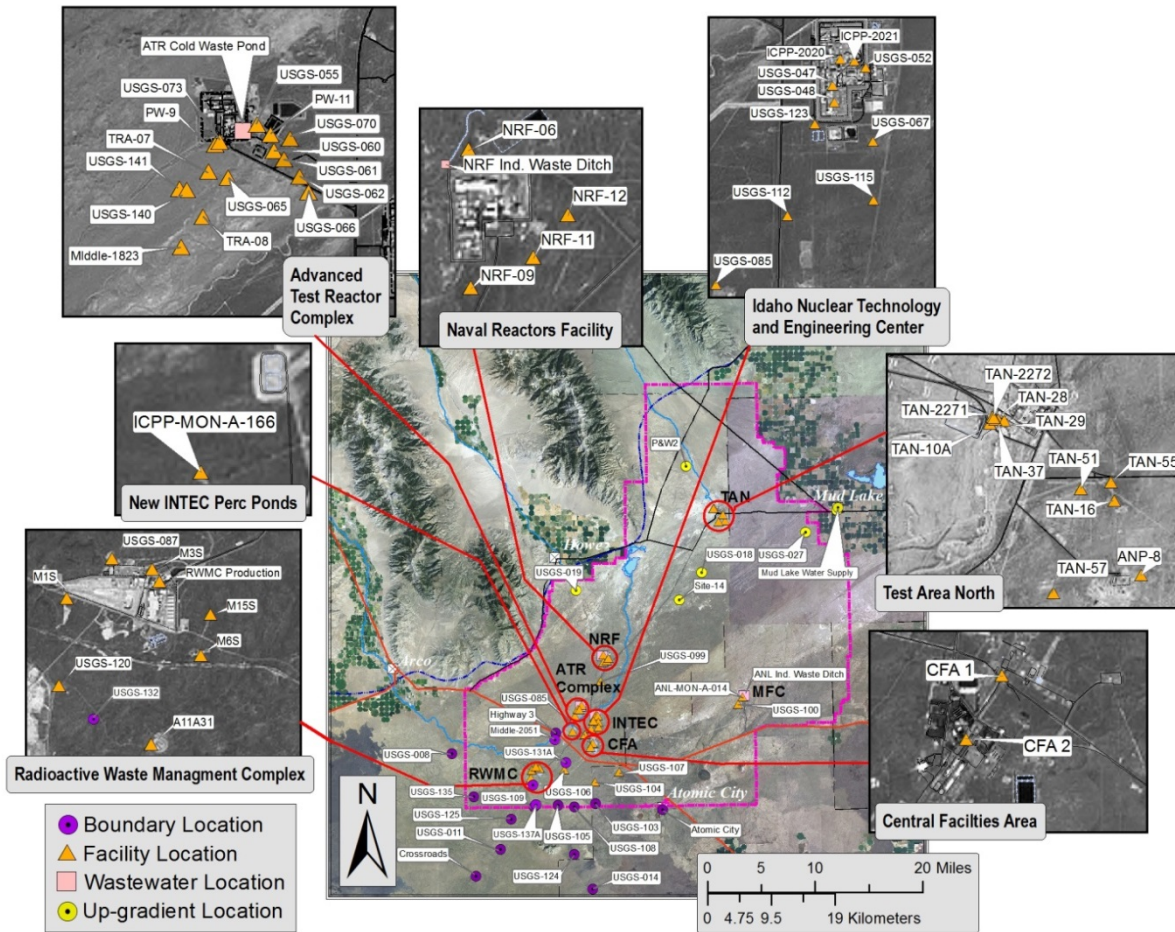 ATR Cold Waste Pond
USGS-055
USGS-073
PW-11
PW-9
USGS-070
TRA-07
USGS-060
USGS-141
USGS-061
USGS-062
USGS-140
USGS-065
USGS-066
TRA-08
MIddle-1823
Advanced
Test Reactor
Complex
NRF-06
NRF Ind. Waste Ditch
NRF-12
NRF-11
NRF-09
Naval Reactors Facility
ICPP-2021
ICPP-2020
USGS-052
USGS-047
USGS-048
USGS-123
USGS-067
USGS-112
USGS-115
USGS-085
Idaho Nuclear Technology
and Engineering Center
ICPP-MON-A-166
New INTEC Perc Ponds
TAN-2272
TAN-28
TAN-2271
TAN-29
TAN-10A
TAN-37
TAN-51
TAN-55
TAN-16
TAN-57
ANP-8
Test Area North
USGS-087
M3S
RWMC Production
M1S
M15S
M6S
USGS-120
USGS-132
A11A31
Radioactive Waste Managment Complex
CFA 1
CFA 2
Central Facilties Area
P&W2
TAN
Mud Lake
Howe
USGS-018
USGS-027
Mud Lake Water Supply
USGS-019
Site-14
NRF
Arco
USGS-099
ATR
Complex
ANL Ind. Waste Ditch
ANL-MON-A-014
MFC
USGS-100
USGS-085
Highway 3
Middle-2051
INTEC
USGS-008
USGS-131A
CFA
RWMC
USGS-107
USGS-135
USGS-109
USGS-106
USGS-104
Atomic City
USGS-125
USGS-137A
USGS-105
USGS-103
Atomic City
USGS-011
USGS-108
Crossroads
USGS-124
USGS-014
N
Boundary Location
Facility Location
Wastewater Location
Up-gradient Location
0 5 10 20 Miles
0 4.75 9.5 19 Kilometers